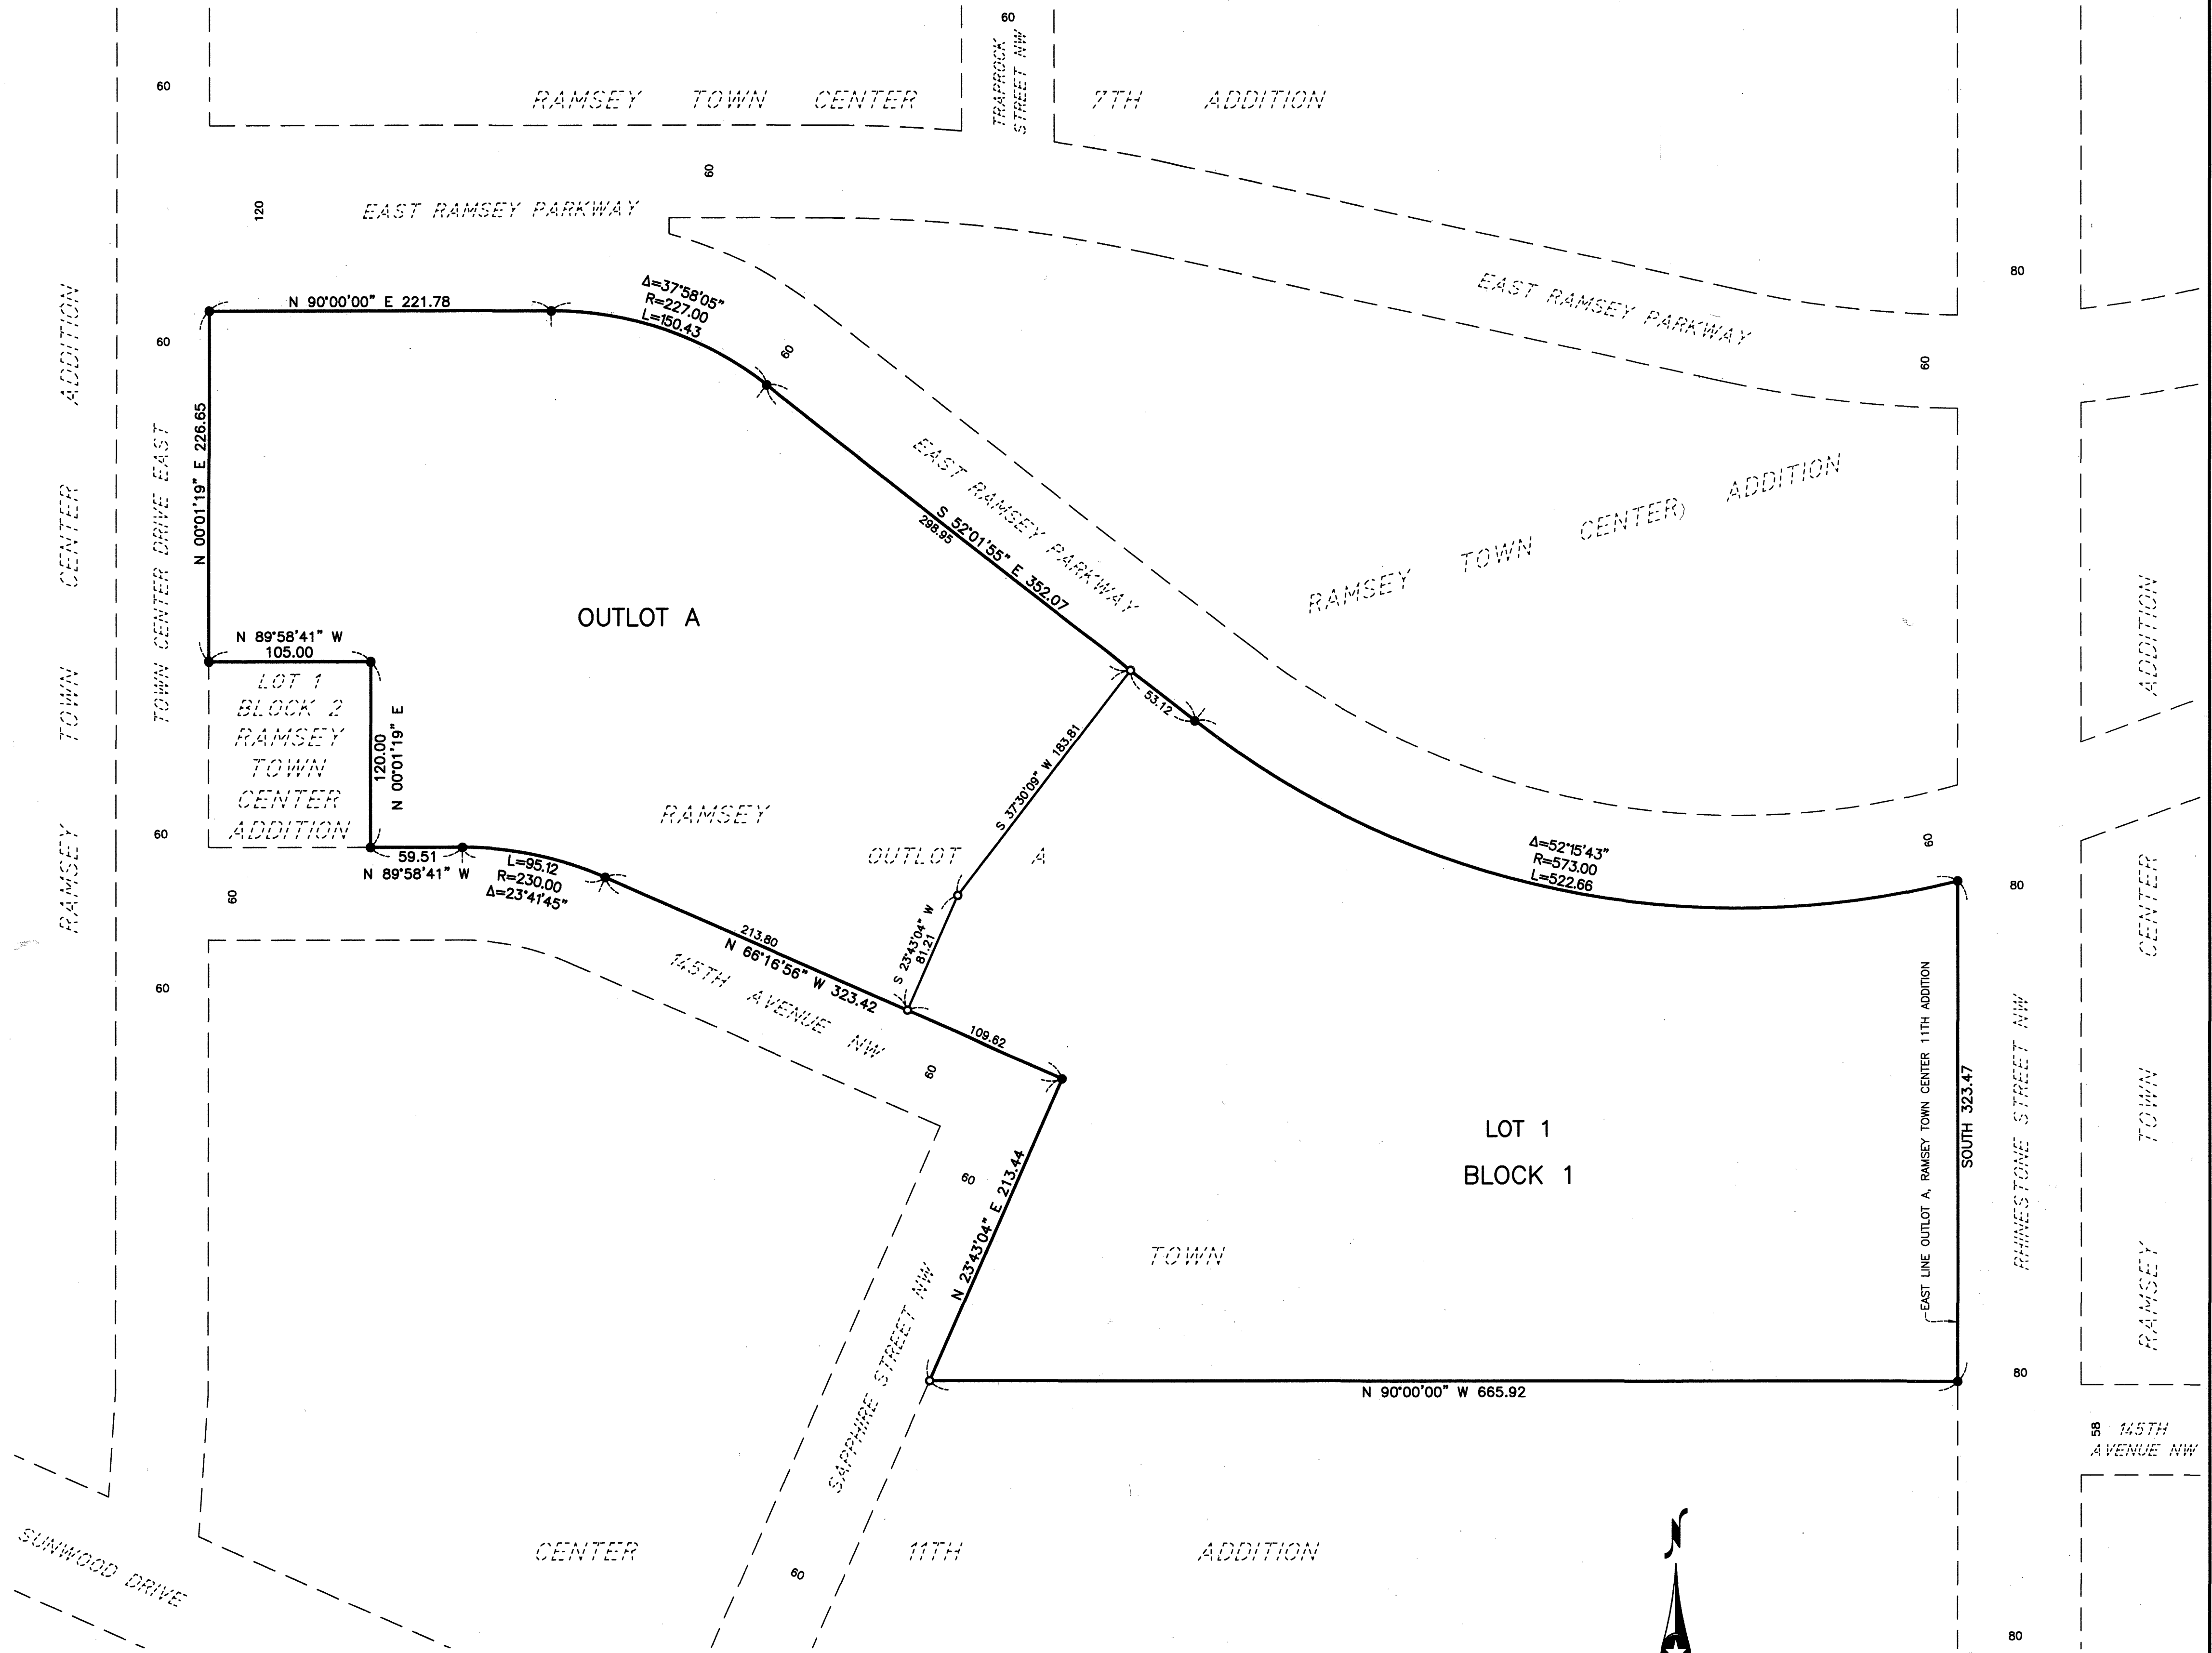 60
TRAPROCK
STREET NW
60
RAMSEY TOWN CENTER 7TH ADDITION
60
120
EAST RAMSEY PARKWAY
80
EAST RAMSEY PARKWAY
60
N 90°00'00" E 221.78
Δ=37°58'05"
R=227.00
L=150.43
60
60
RAMSEY TOWN CENTER ADDITION
TOWN CENTER DRIVE EAST
N 00°01'19" E 226.65
EAST RAMSEY PARKWAY
S 52°01'55" E 352.07
298.95
RAMSEY TOWN CENTER) ADDITION
OUTLOT A
N 89°58'41" W
105.00
LOT 1
BLOCK 2
RAMSEY
TOWN
CENTER
ADDITION
120.00
N 00°01'19" E
53.12
S 37°30'09" W 183.81
RAMSEY
OUTLOT A
60
59.51
N 89°58'41" W
L=95.12
R=230.00
Δ=23°41'45"
60
Δ=52°15'43"
R=573.00
L=522.66
60
80
S 23°43'04" W
81.21
213.80
N 66°16'56" W 323.42
145TH AVENUE NW
60
109.62
60
60
N 23°43'04" E 213.44
LOT 1
BLOCK 1
EAST LINE OUTLOT A, RAMSEY TOWN CENTER 11TH ADDITION
SOUTH 323.47
RHINESTONE STREET NW
RAMSEY TOWN CENTER ADDITION
TOWN
SAPPHIRE STREET NW
N 90°00'00" W 665.92
80
58
145TH
AVENUE NW
SUNWOOD DRIVE
CENTER 11TH ADDITION
60
N
80